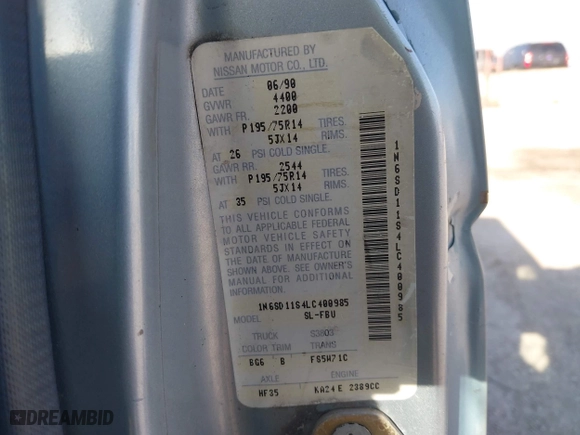 MANUFACTURED BY
NISSAN MOTOR CO., LTD.
DATE 06/90
GVWR 4400
GAWR FR. 2200
WITH P195/75R14 TIRES.
5JX14 RIMS.
AT 26 PSI COLD SINGLE.
GAWR RR. 2544
WITH P195/75R14 TIRES.
5JX14 RIMS.
AT 35 PSI COLD SINGLE.
THIS VEHICLE CONFORMS
TO ALL APPLICABLE FEDERAL
MOTOR VEHICLE SAFETY
STANDARDS IN EFFECT ON
THE DATE OF MANUFACTURE
SHOWN ABOVE. SEE OWNER'S
MANUAL FOR ADDITIONAL
INFORMATION.
1N6SD11S4LC400985
MODEL SL-FBU
TRUCK S3803
COLOR TRIM TRANS
BG6 B FS5W71C
AXLE ENGINE
HF35 KA24E 2389CC
1N6SD11S4LC400985
DREAMBID